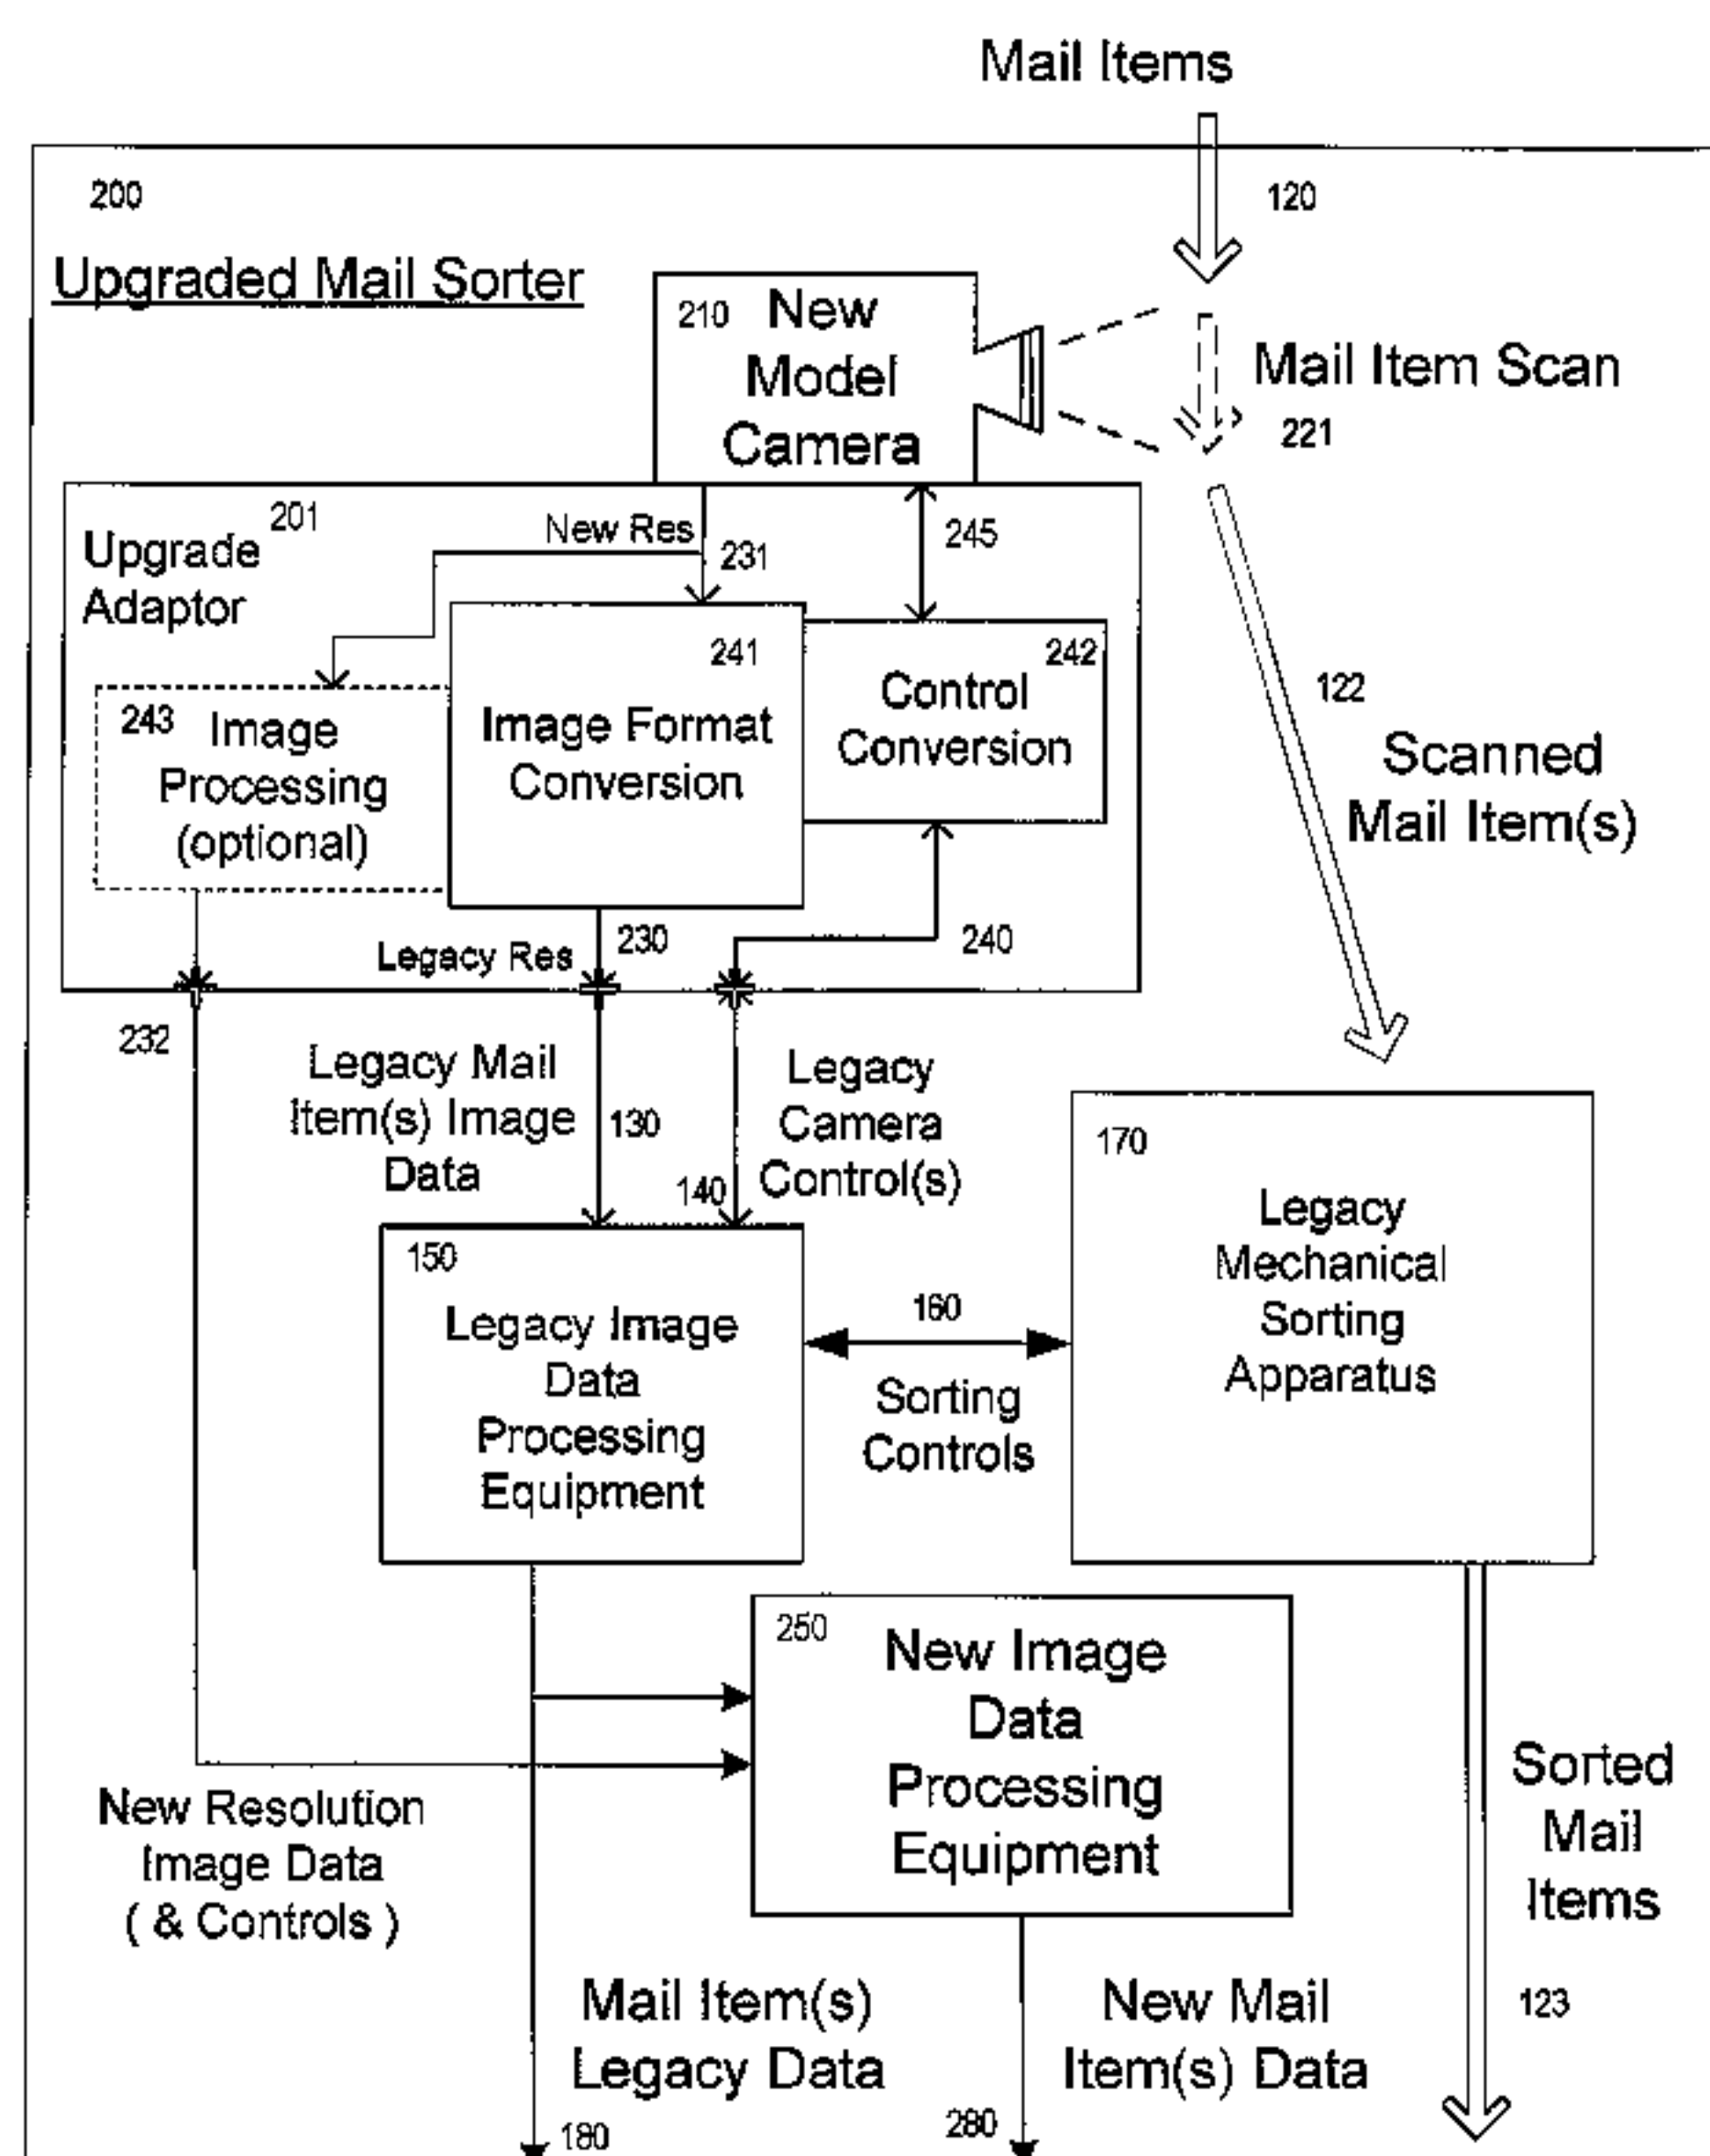 Mail Items
200
120
Upgraded Mail Sorter
210 New
Model
Camera
Mail Item Scan
221
201
Upgrade
Adaptor
New Res
231
245
241
Image Format
Conversion
242
Control
Conversion
243 Image
Processing
(optional)
122
Scanned
Mail Item(s)
Legacy Res
230
240
232
Legacy Mail
Item(s) Image
Data
130
Legacy
Camera
Control(s)
140
150
Legacy Image
Data
Processing
Equipment
160
Sorting
Controls
170
Legacy
Mechanical
Sorting
Apparatus
250
New Image
Data
Processing
Equipment
New Resolution
Image Data
( & Controls )
Sorted
Mail
Items
123
Mail Item(s)
Legacy Data
180
New Mail
Item(s) Data
280